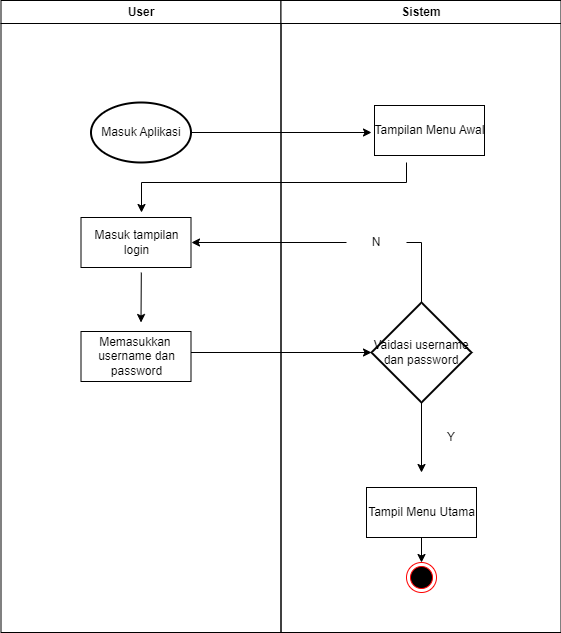 User
Sistem
Masuk Aplikasi
Tampilan Menu Awal
Masuk tampilan
login
N
Memasukkan
username dan
password
Vaidasi username
dan password
Y
Tampil Menu Utama